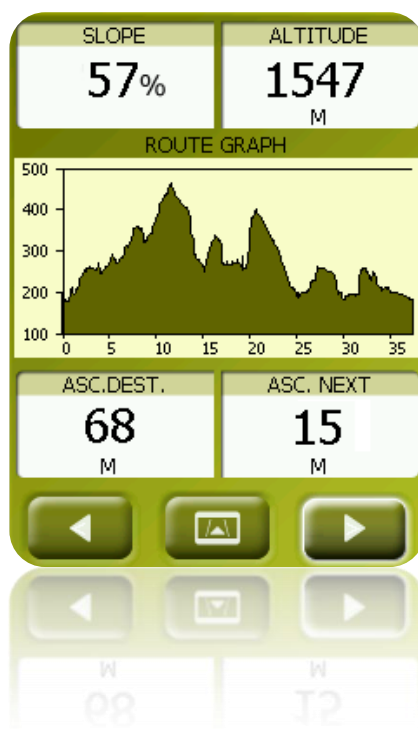 SLOPE ALTITUDE
57% 1547
M
ROUTE GRAPH
500
400
300
200
100
0 5 10 15 20 25 30 35
ASC.DEST. ASC. NEXT
68 15
M M